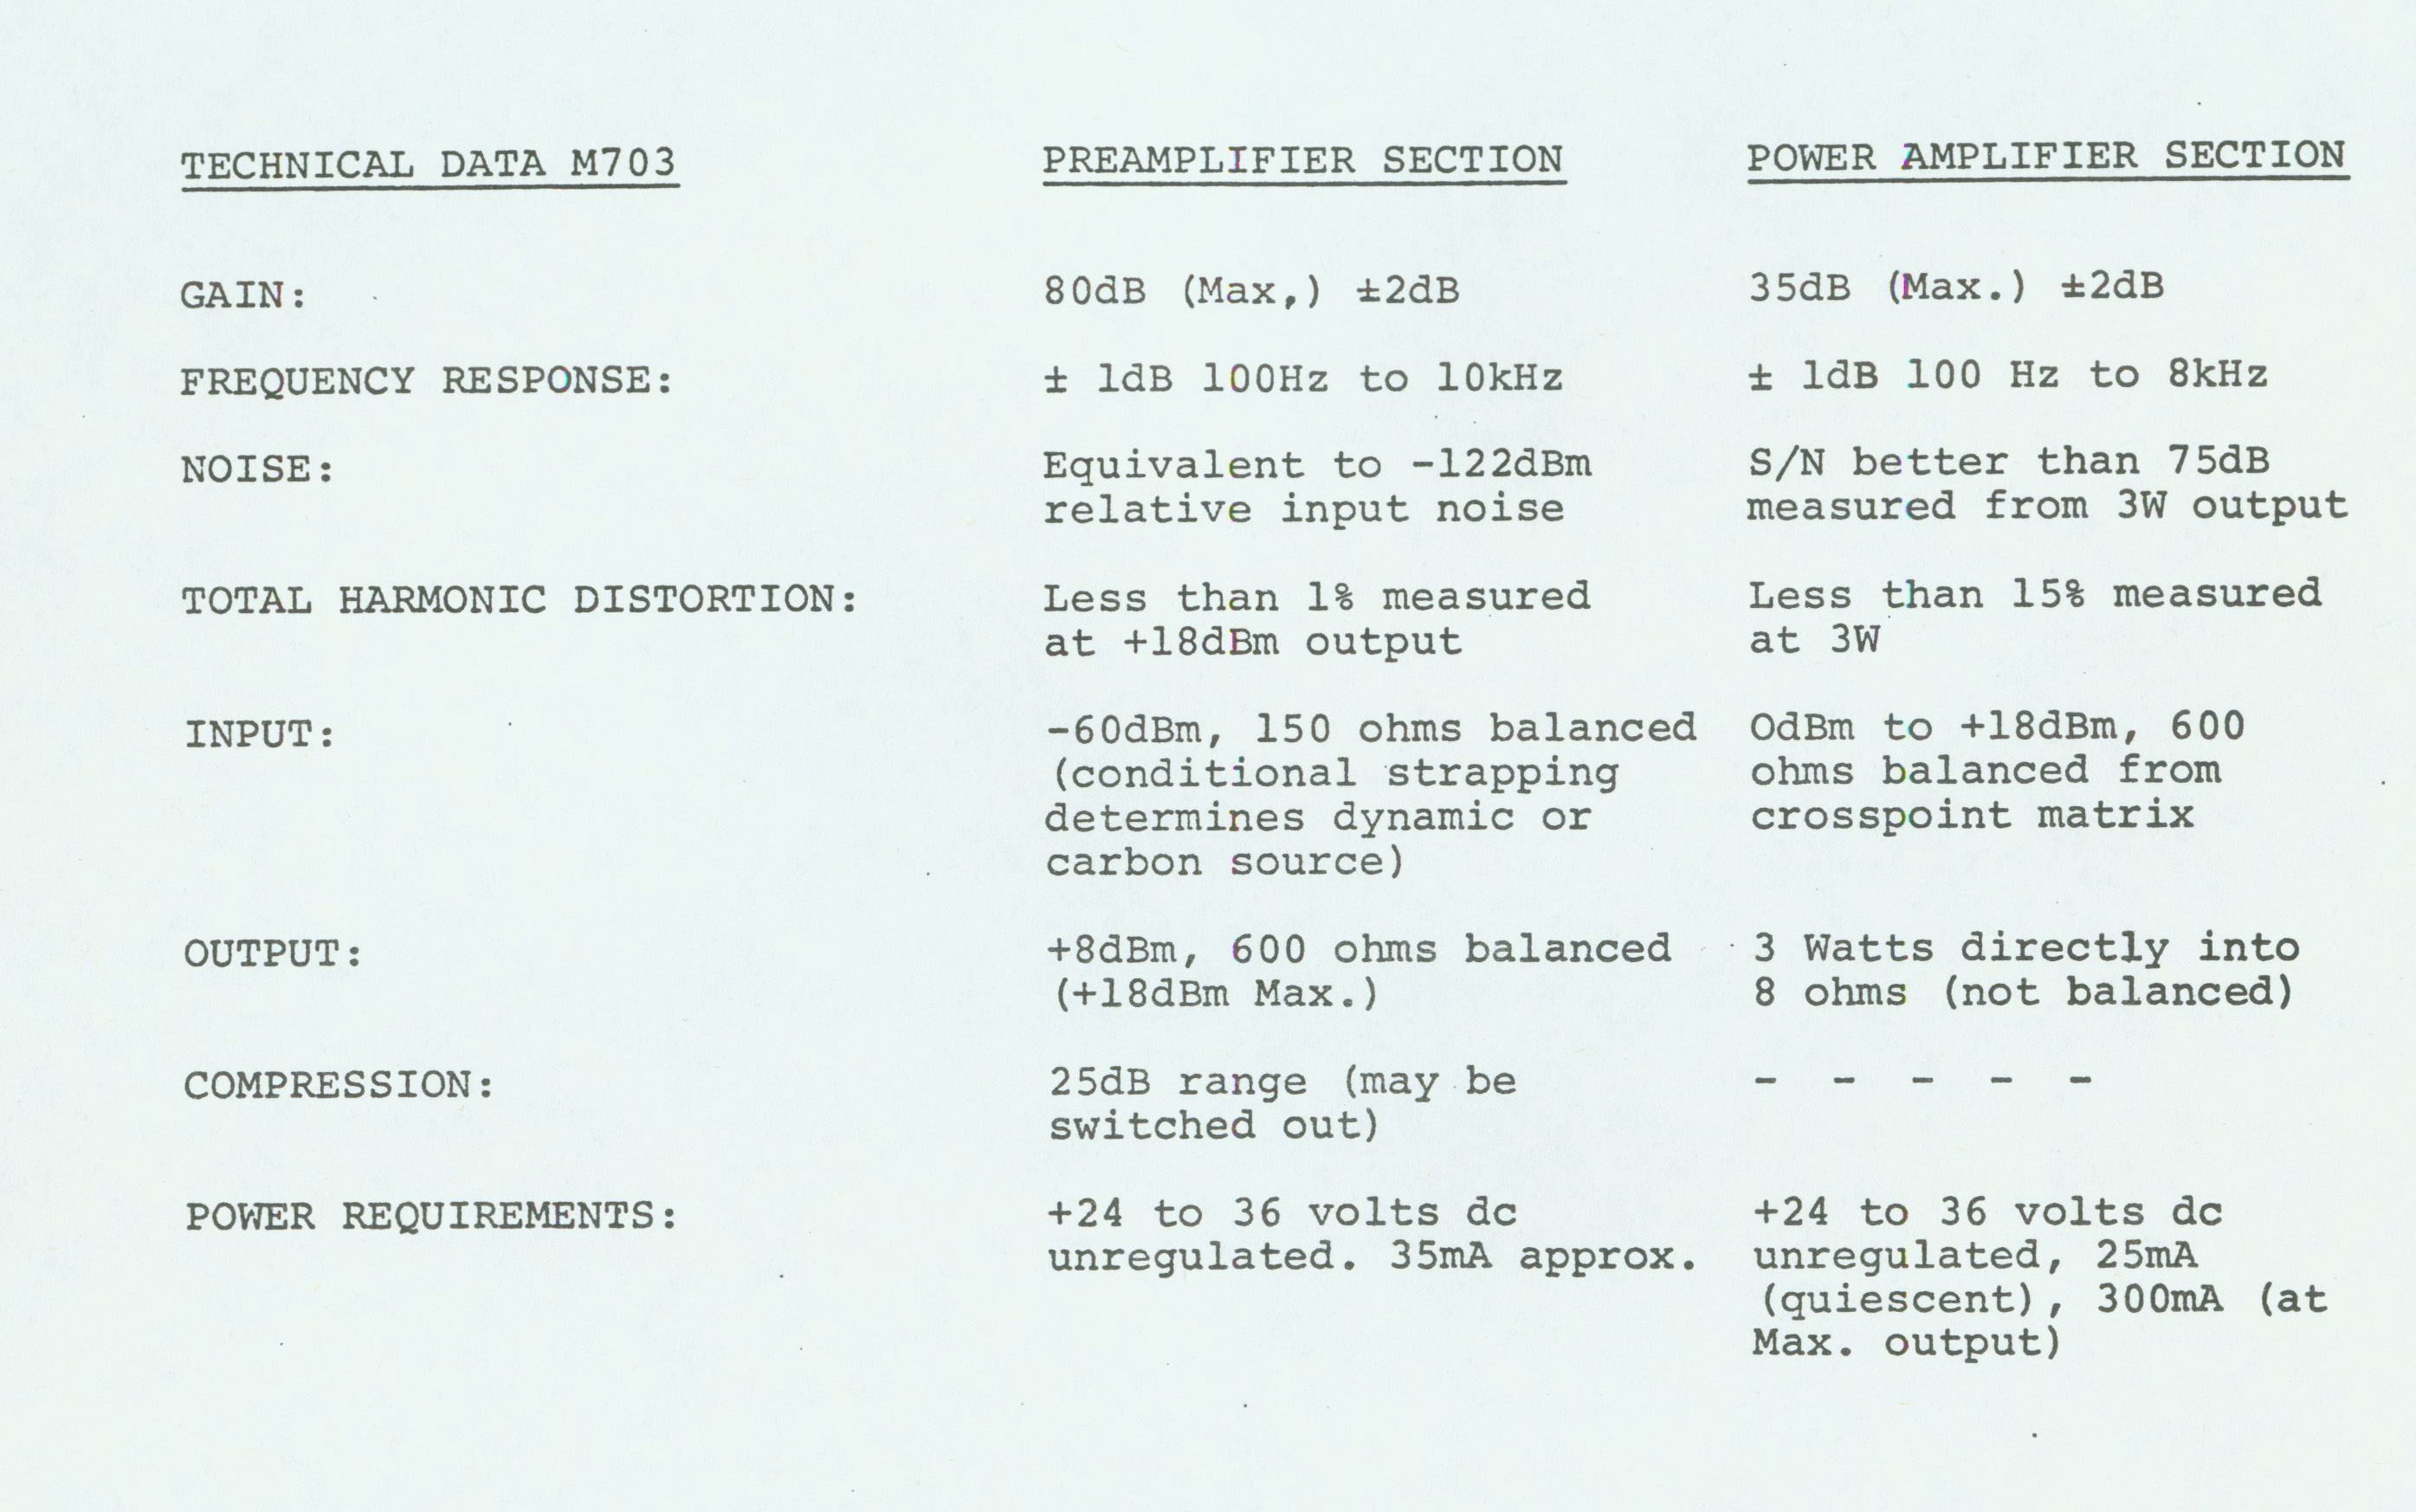 TECHNICAL DATA M703 PREAMPLIFIER SECTION POWER AMPLIFIER SECTION
GAIN: 80dB (Max,) ±2dB 35dB (Max.) ±2dB
FREQUENCY RESPONSE: ± 1dB 100Hz to 10kHz ± 1dB 100 Hz to 8kHz
NOISE: Equivalent to -122dBm S/N better than 75dB
relative input noise measured from 3W output
TOTAL HARMONIC DISTORTION: Less than 1% measured Less than 15% measured
at +18dBm output at 3W
INPUT: -60dBm, 150 ohms balanced 0dBm to +18dBm, 600
(conditional strapping ohms balanced from
determines dynamic or crosspoint matrix
carbon source)
OUTPUT: +8dBm, 600 ohms balanced 3 Watts directly into
(+18dBm Max.) 8 ohms (not balanced)
COMPRESSION: 25dB range (may be - - - - -
switched out)
POWER REQUIREMENTS: +24 to 36 volts dc +24 to 36 volts dc
unregulated. 35mA approx. unregulated, 25mA
(quiescent), 300mA (at
Max. output)